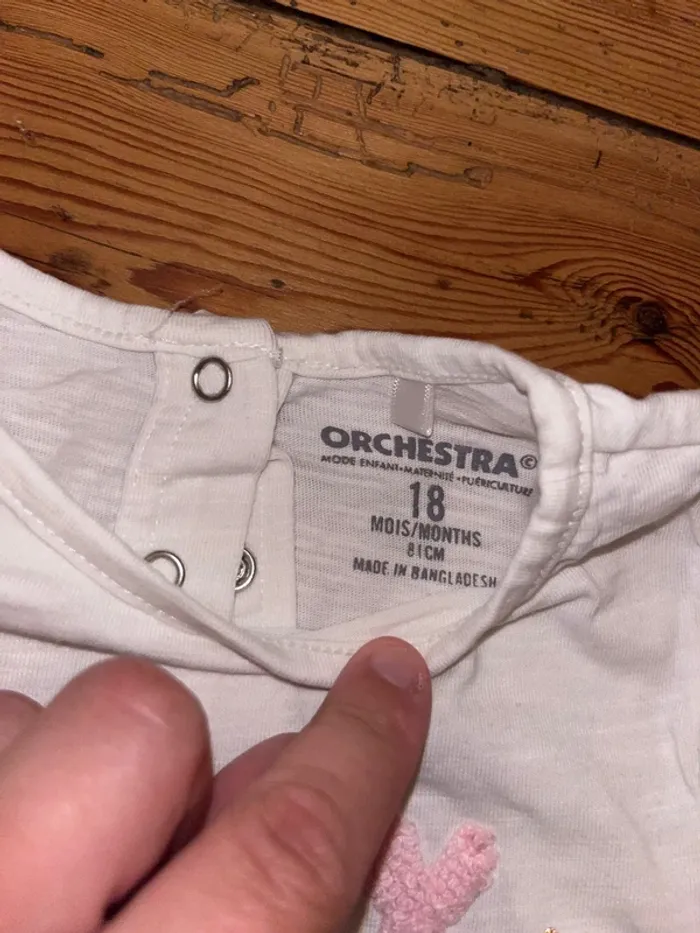 ORCHESTRA©
MODE ENFANT•MATERNITÉ•PUÉRICULTURE
18
MOIS/MONTHS
81CM
MADE IN BANGLADESH
Y